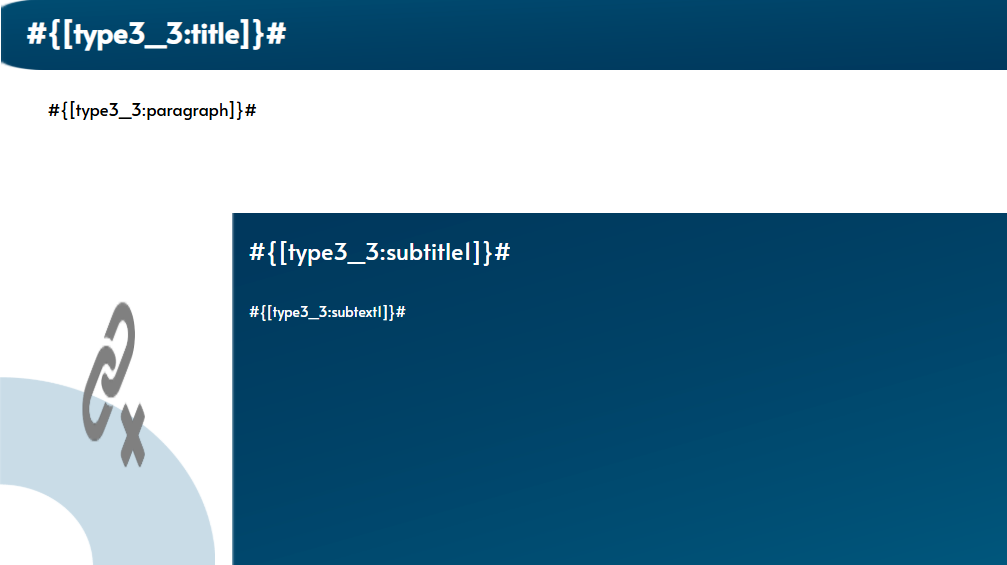 #{[type3_3:title]}#
#{[type3_3:paragraph]}#
#{[type3_3:subtitle1]}#
#{[type3_3:subtext1]}#